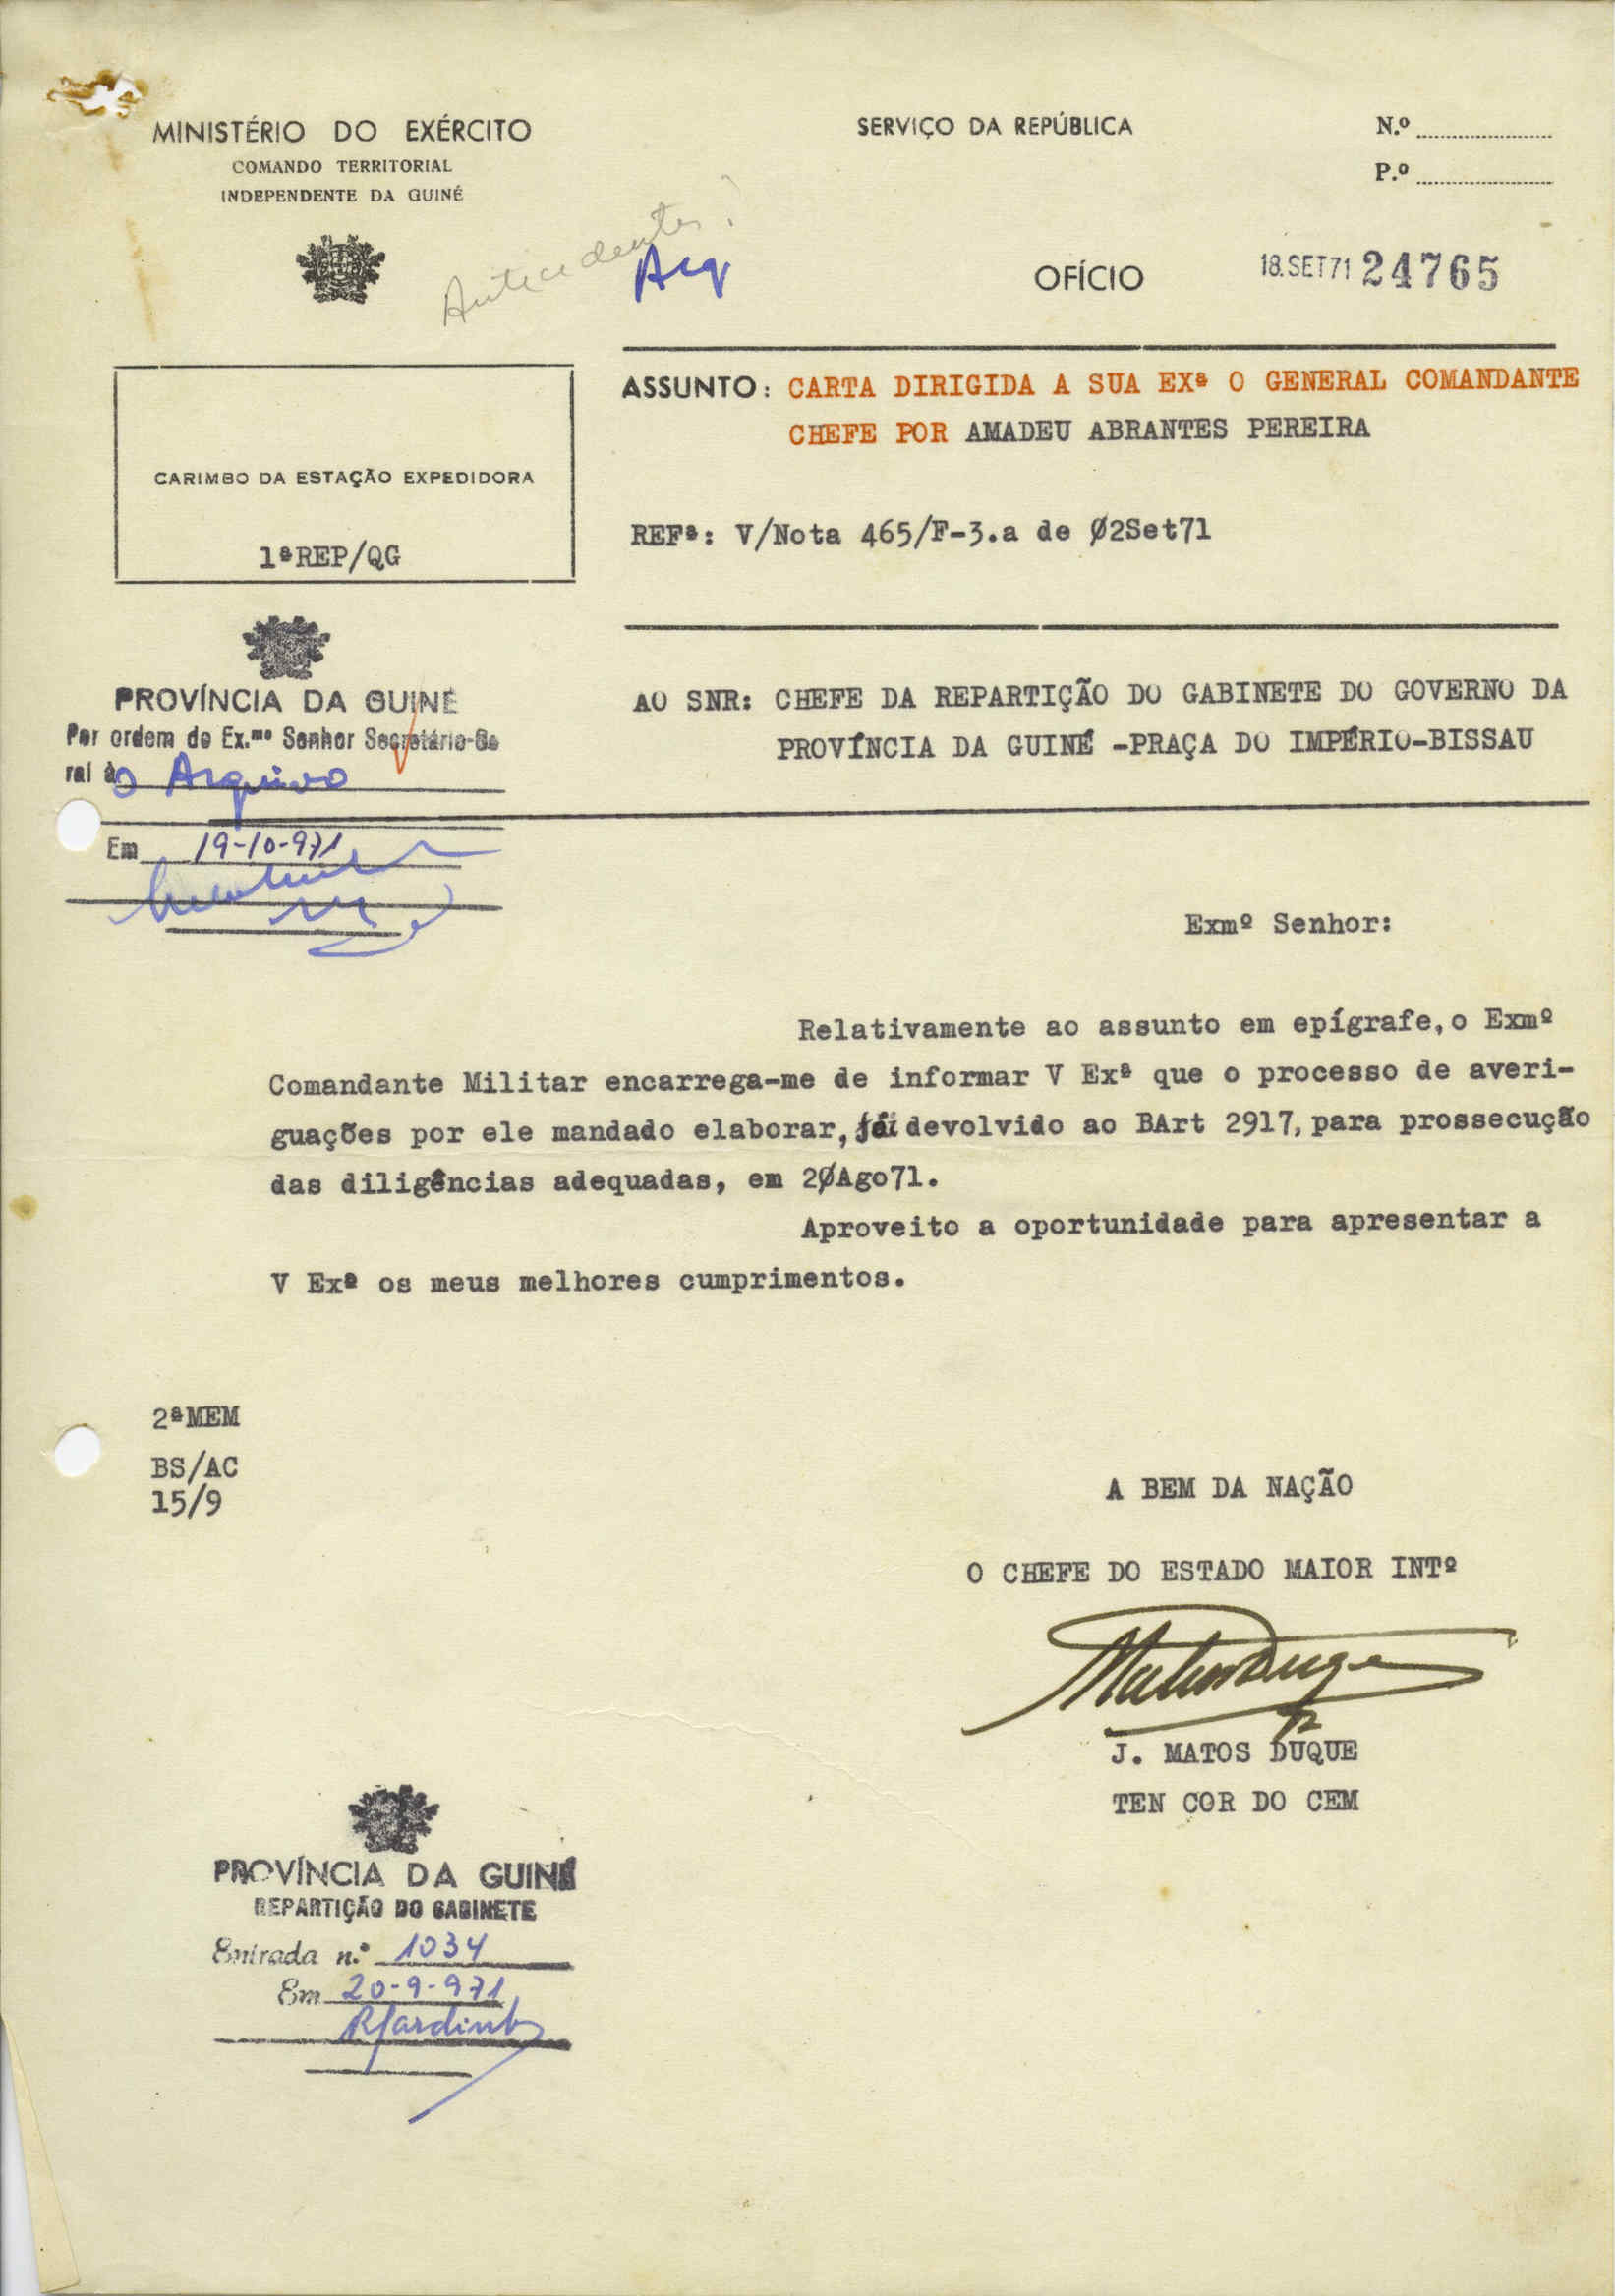 MINISTÉRIO DO EXÉRCITO
COMANDO TERRITORIAL
INDEPENDENTE DA GUINÉ
SERVIÇO DA REPÚBLICA
N.º
P.º
Antecedentes?
Arq
OFÍCIO
18.SET71 24765
ASSUNTO: CARTA DIRIGIDA A SUA EXª O GENERAL COMANDANTE
CHEFE POR AMADEU ABRANTES PEREIRA
CARIMBO DA ESTAÇÃO EXPEDIDORA
1ªREP/QG
REFª: V/Nota 465/F-3.a de Ø2Set71
PROVÍNCIA DA GUINÉ
Por ordem do Ex.mo Senhor Secretário-Ge
ral ào Arquivo
Em 19-10-971
AO SNR: CHEFE DA REPARTIÇÃO DO GABINETE DO GOVERNO DA
PROVÍNCIA DA GUINÉ -PRAÇA DO IMPÉRIO-BISSAU
Exmº Senhor:
Relativamente ao assunto em epígrafe,o Exmº
Comandante Militar encarrega-me de informar V Exª que o processo de averi-
guações por ele mandado elaborar, devolvido ao BArt 2917,para prossecução
das diligências adequadas, em 2ØAgo71.
Aproveito a oportunidade para apresentar a
V Exª os meus melhores cumprimentos.
2ªMEM
BS/AC
15/9
A BEM DA NAÇÃO
O CHEFE DO ESTADO MAIOR INTº
Matos Duque
J. MATOS DUQUE
TEN COR DO CEM
PROVÍNCIA DA GUINÉ
REPARTIÇÃO DO GABINETE
Entrada n.º 1034
Em 20-9-971